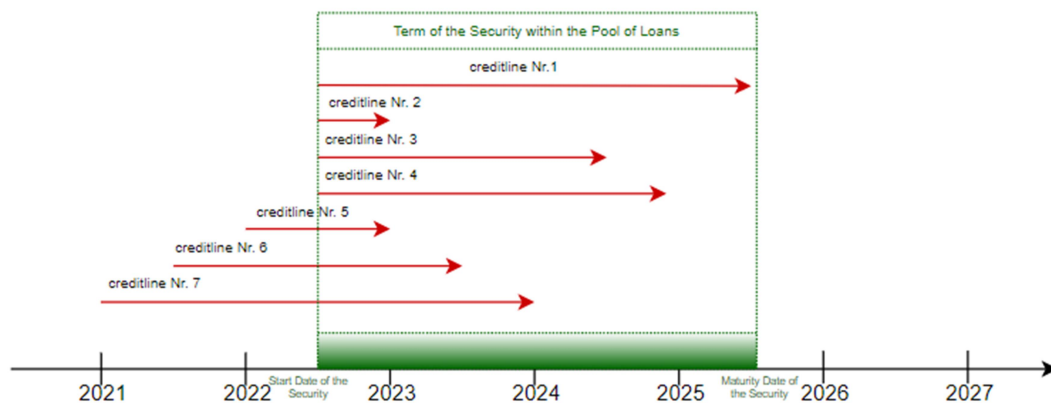 Term of the Security within the Pool of Loans
creditline Nr.1
creditline Nr. 2
creditline Nr. 3
creditline Nr. 4
creditline Nr. 5
creditline Nr. 6
creditline Nr. 7
2021
2022
Start Date of the
Security
2023
2024
2025
Maturity Date of
the Security
2026
2027